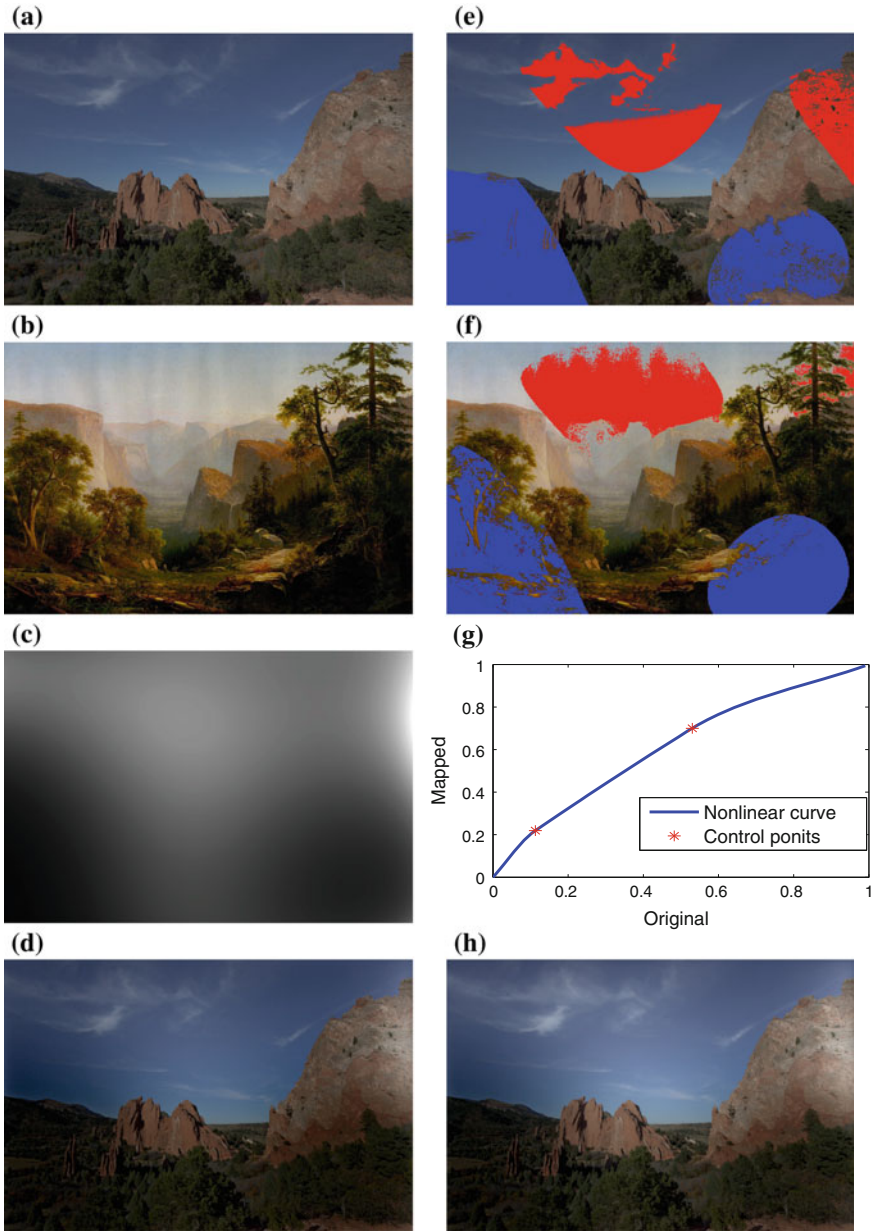 (a)
(e)
(b)
(f)
(c)
(g)
1
0.8
0.6
0.4
0.2
0
0
0.2
0.4
0.6
0.8
1
Mapped
Original
Nonlinear curve
Control ponits
(d)
(h)